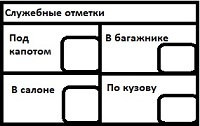 Служебные отметки
Под
капотом
В багажнике
В салоне
По кузову